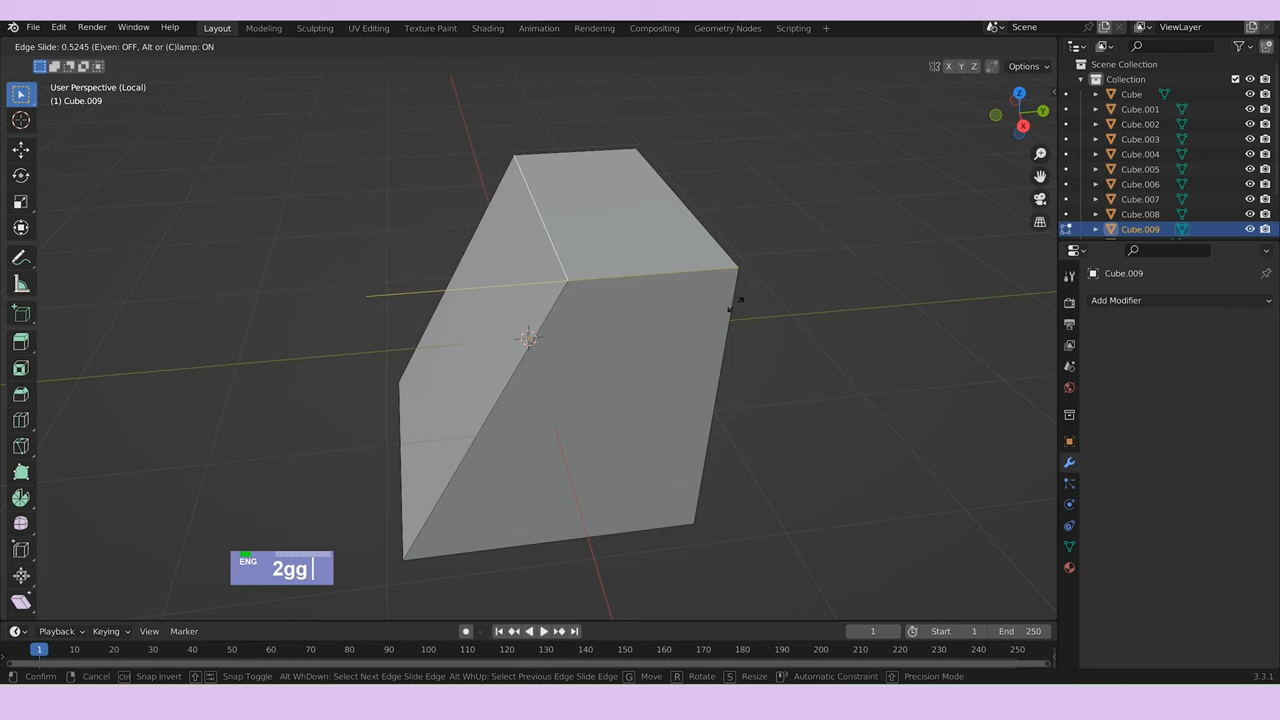 File Edit Render Window Help Layout Modeling Sculpting UV Editing Texture Paint Shading Animation Rendering Compositing Geometry Nodes Scripting + Scene ViewLayer
Edge Slide: 0.5245 (E)ven: OFF, Alt or (C)lamp: ON
X Y Z Options
User Perspective (Local)
(1) Cube.009
Z
Y
X
Scene Collection
Collection
Cube
Cube.001
Cube.002
Cube.003
Cube.004
Cube.005
Cube.006
Cube.007
Cube.008
Cube.009
Cube.009
Add Modifier
ENG
2gg
Playback Keying View Marker 1 Start 1 End 250
1 10 20 30 40 50 60 70 80 90 100 110 120 130 140 150 160 170 180 190 200 210 220 230 240 250
Confirm Cancel Ctrl Snap Invert Snap Toggle Alt WhDown: Select Next Edge Slide Edge Alt WhUp: Select Previous Edge Slide Edge G Move R Rotate S Resize Automatic Constraint Precision Mode 3.3.1